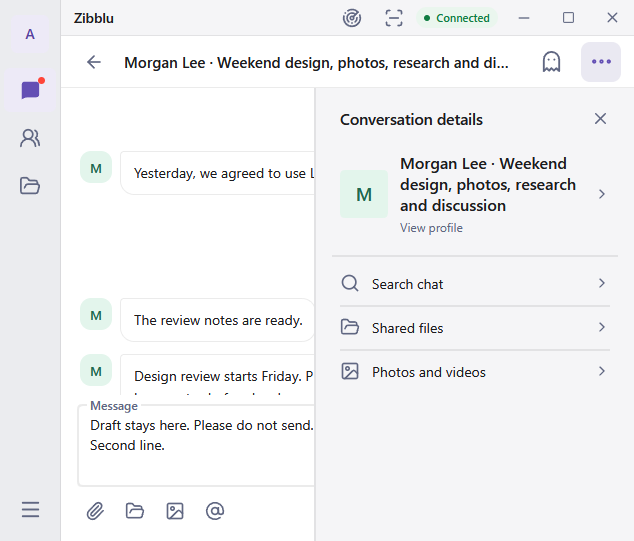 A
Zibblu
Connected
Morgan Lee · Weekend design, photos, research and di...
M
Yesterday, we agreed to use
M
The review notes are ready.
M
Design review starts Friday.
Message
Draft stays here. Please do not send.
Second line.
Conversation details
M
Morgan Lee · Weekend
design, photos, research
and discussion
View profile
Search chat
Shared files
Photos and videos